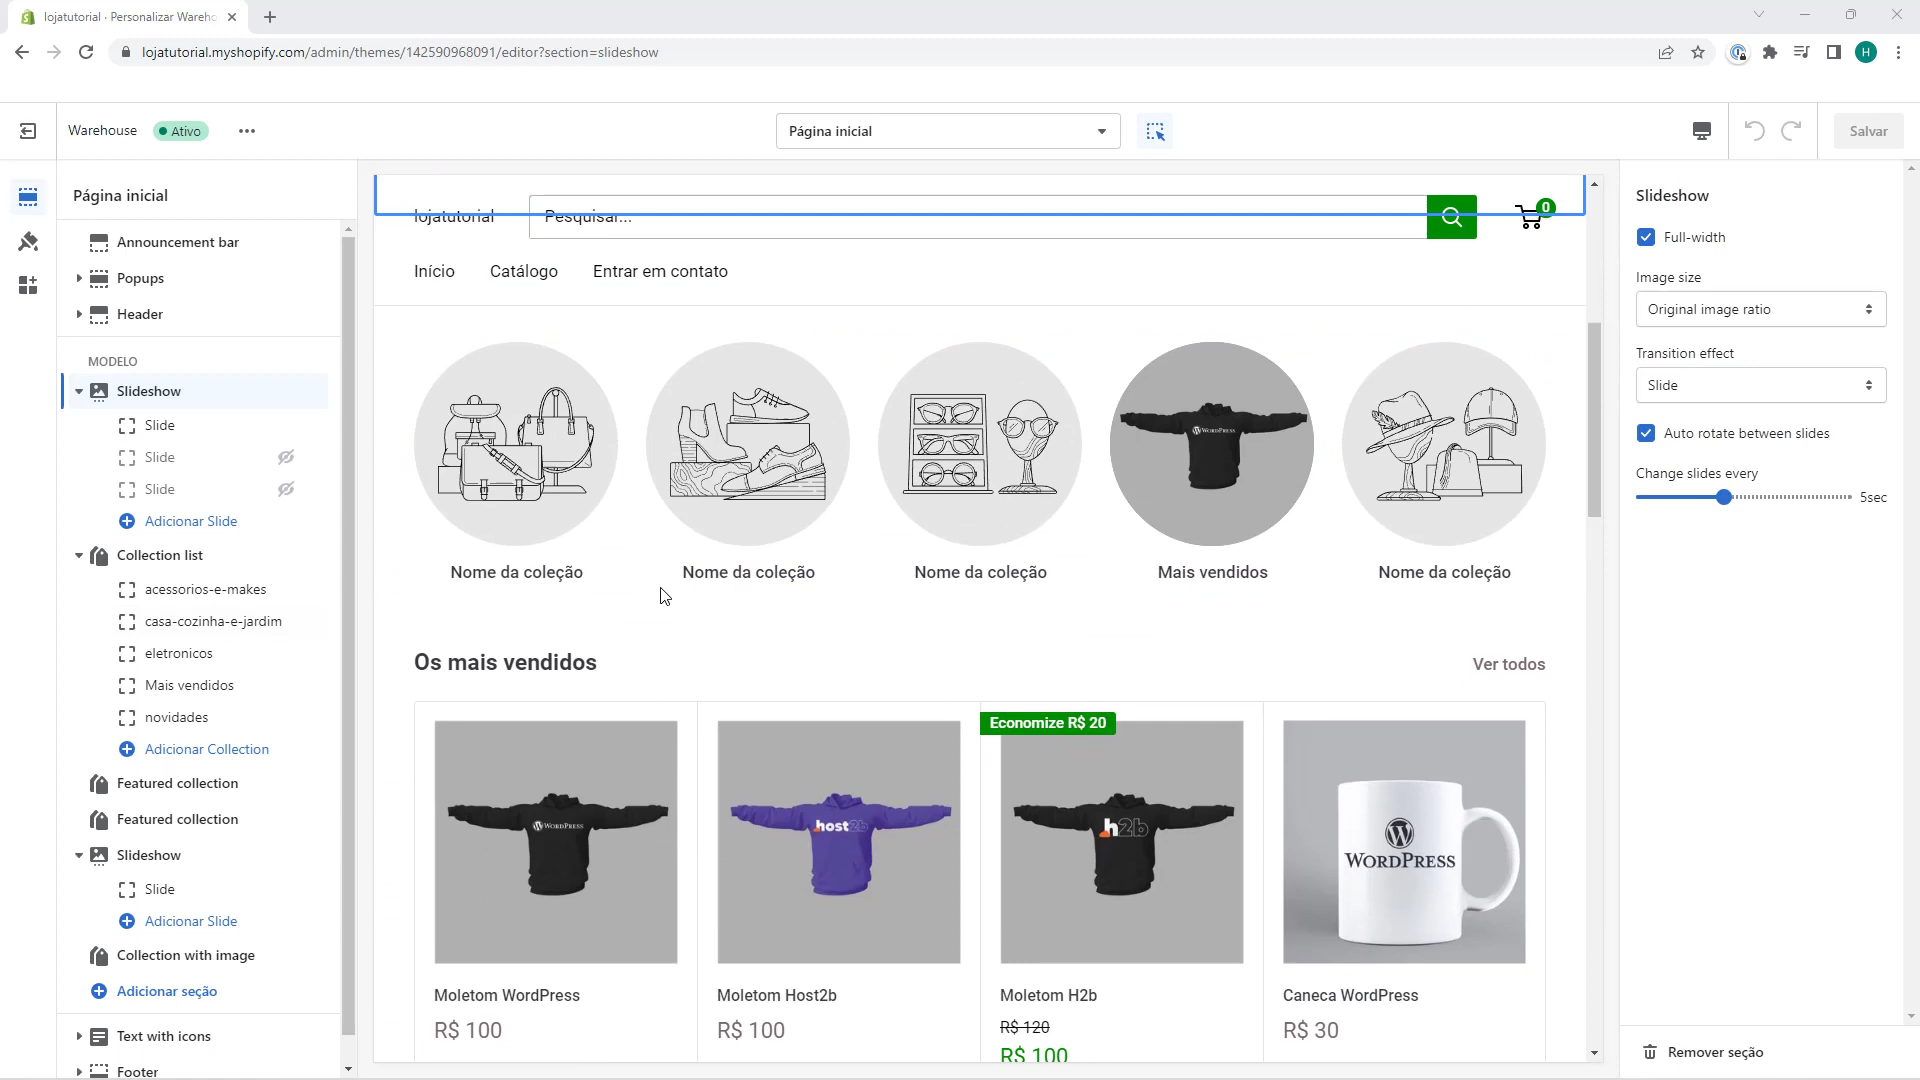 lojatutorial · Personalizar Wareho
lojatutorial.myshopify.com/admin/themes/142590968091/editor?section=slideshow
H
Warehouse
Ativo
Página inicial
Salvar
Página inicial
Announcement bar
Popups
Header
MODELO
Slideshow
Slide
Slide
Slide
Adicionar Slide
Collection list
acessorios-e-makes
casa-cozinha-e-jardim
eletronicos
Mais vendidos
novidades
Adicionar Collection
Featured collection
Featured collection
Slideshow
Slide
Adicionar Slide
Collection with image
Adicionar seção
Text with icons
Footer
lojatutorial
Pesquisar...
0
Início
Catálogo
Entrar em contato
WORDPRESS
Nome da coleção
Nome da coleção
Nome da coleção
Mais vendidos
Nome da coleção
Os mais vendidos
Ver todos
Economize R$ 20
WORDPRESS
host2b
h2b
WORDPRESS
Moletom WordPress
R$ 100
Moletom Host2b
R$ 100
Moletom H2b
R$ 120
R$ 100
Caneca WordPress
R$ 30
Slideshow
Full-width
Image size
Original image ratio
Transition effect
Slide
Auto rotate between slides
Change slides every
5sec
Remover seção